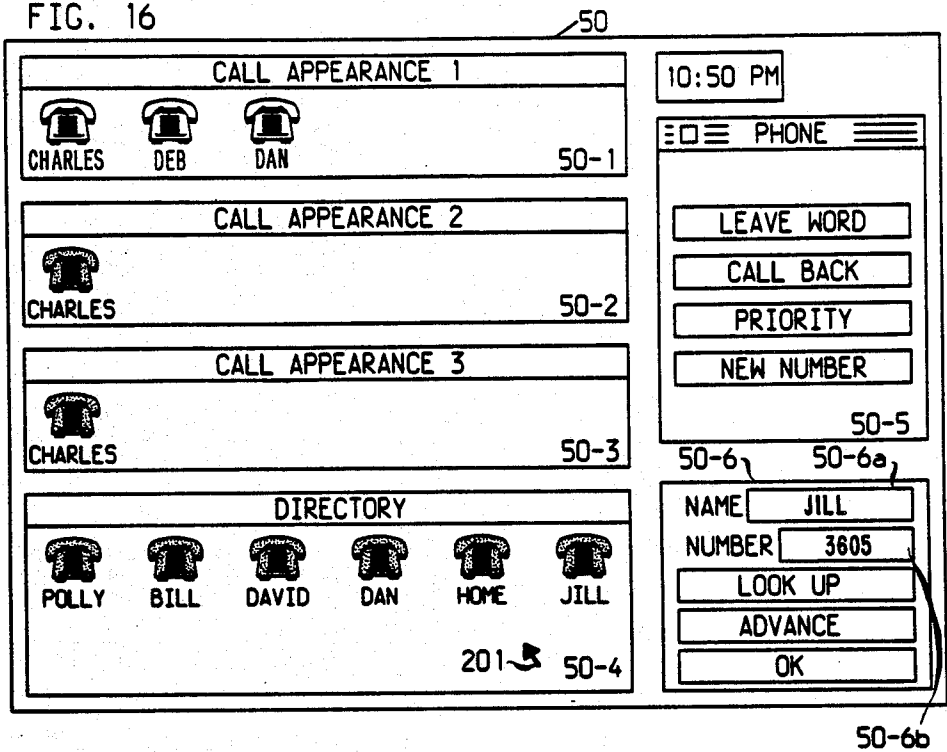 FIG. 16
50
CALL APPEARANCE 1
CHARLES DEB DAN
50-1
CALL APPEARANCE 2
CHARLES
50-2
CALL APPEARANCE 3
CHARLES
50-3
DIRECTORY
POLLY BILL DAVID DAN HOME JILL
201
50-4
10:50 PM
PHONE
LEAVE WORD
CALL BACK
PRIORITY
NEW NUMBER
50-5
50-6 50-6a
NAME JILL
NUMBER 3605
LOOK UP
ADVANCE
OK
50-6b